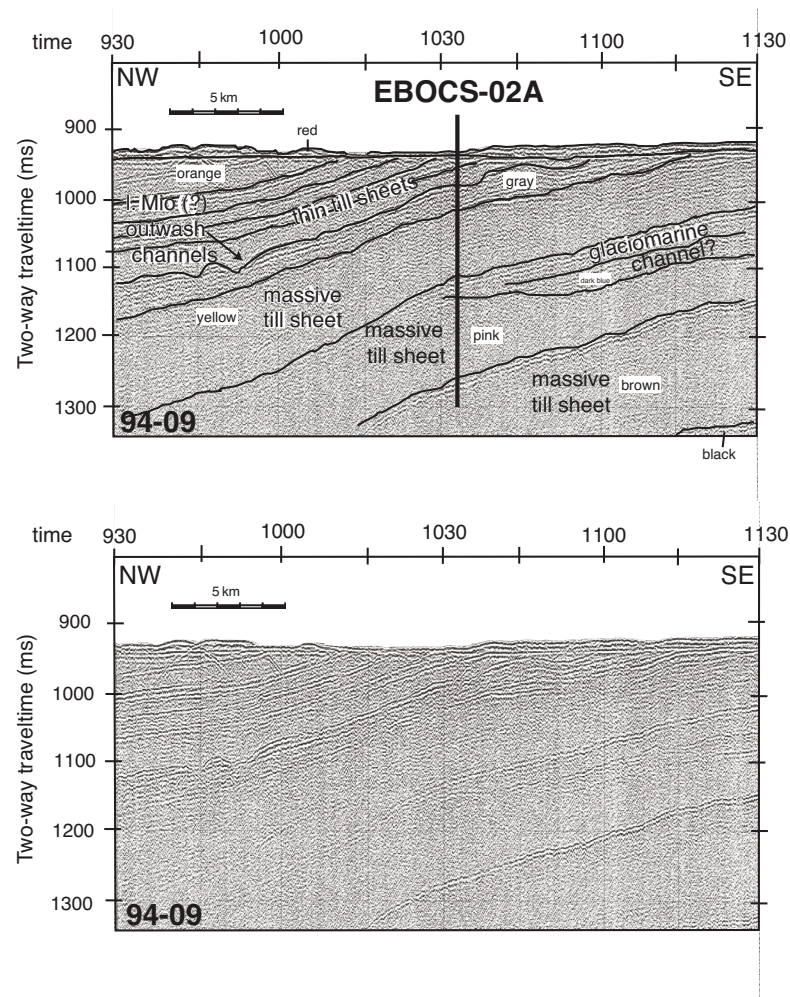 time
930 1000 1030 1100 1130
NW SE
5 km
EBOCS-02A
red
Two-way traveltime (ms)
900
1000
1100
1200
1300
orange
gray
l-Mio (?)
outwash
channels
thin till sheets
glaciomarine
channel?
dark blue
yellow
massive
till sheet
massive
till sheet
pink
massive
till sheet
brown
94-09
black
time
930 1000 1030 1100 1130
NW SE
5 km
Two-way traveltime (ms)
900
1000
1100
1200
1300
94-09